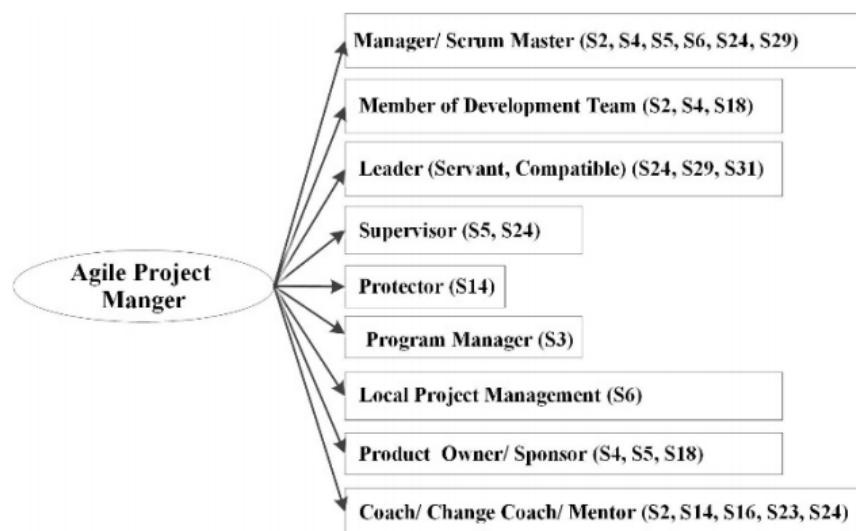 Manager/ Scrum Master (S2, S4, S5, S6, S24, S29)
Member of Development Team (S2, S4, S18)
Leader (Servant, Compatible) (S24, S29, S31)
Supervisor (S5, S24)
Agile Project
Manger
Protector (S14)
Program Manager (S3)
Local Project Management (S6)
Product Owner/ Sponsor (S4, S5, S18)
Coach/ Change Coach/ Mentor (S2, S14, S16, S23, S24)